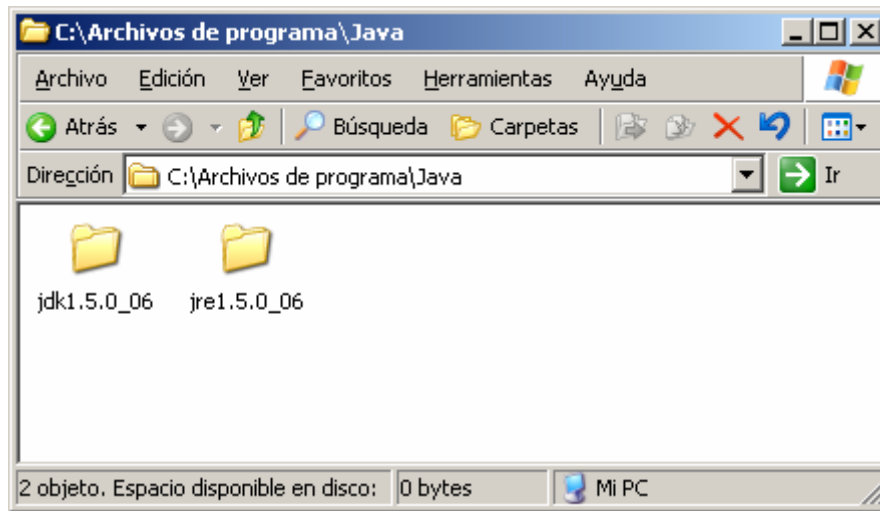 C:\Archivos de programa\Java
Archivo Edición Ver Favoritos Herramientas Ayuda
Atrás Búsqueda Carpetas
Dirección C:\Archivos de programa\Java Ir
jdk1.5.0_06 jre1.5.0_06
2 objeto. Espacio disponible en disco: 0 bytes Mi PC